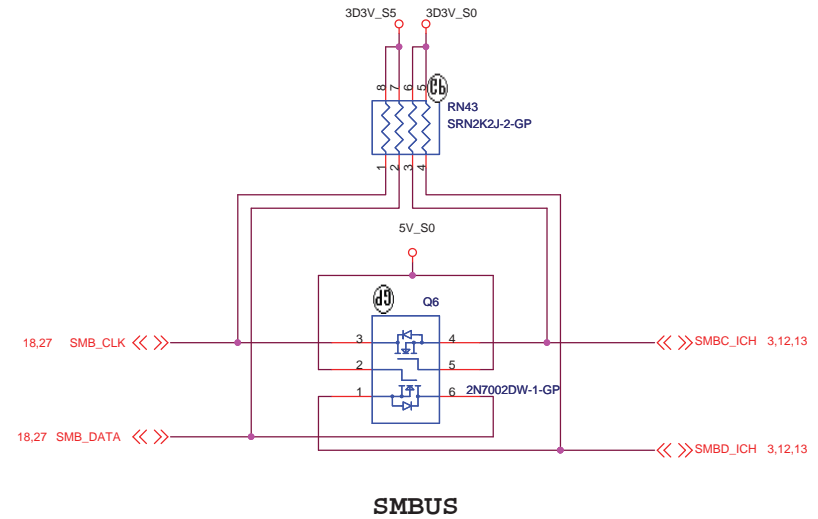 3D3V_S5 3D3V_S0
8 7 6 5
GP
RN43
SRN2K2J-2-GP
1 2 3 4
5V_S0
GP
Q6
18,27 SMB_CLK 3 4 SMBC_ICH 3,12,13
2 5
1 6 2N7002DW-1-GP
18,27 SMB_DATA SMBD_ICH 3,12,13
SMBUS